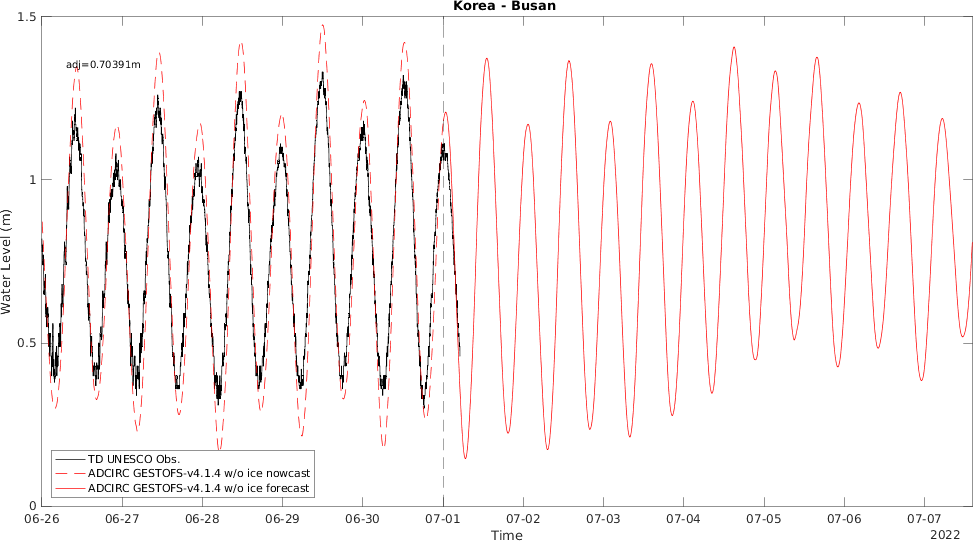 Korea - Busan
1.5
adj=0.70391m
1
Water Level (m)
0.5
TD UNESCO Obs.
ADCIRC GESTOFS-v4.1.4 w/o ice nowcast
ADCIRC GESTOFS-v4.1.4 w/o ice forecast
0
06-26 06-27 06-28 06-29 06-30 07-01 07-02 07-03 07-04 07-05 07-06 07-07
Time
2022